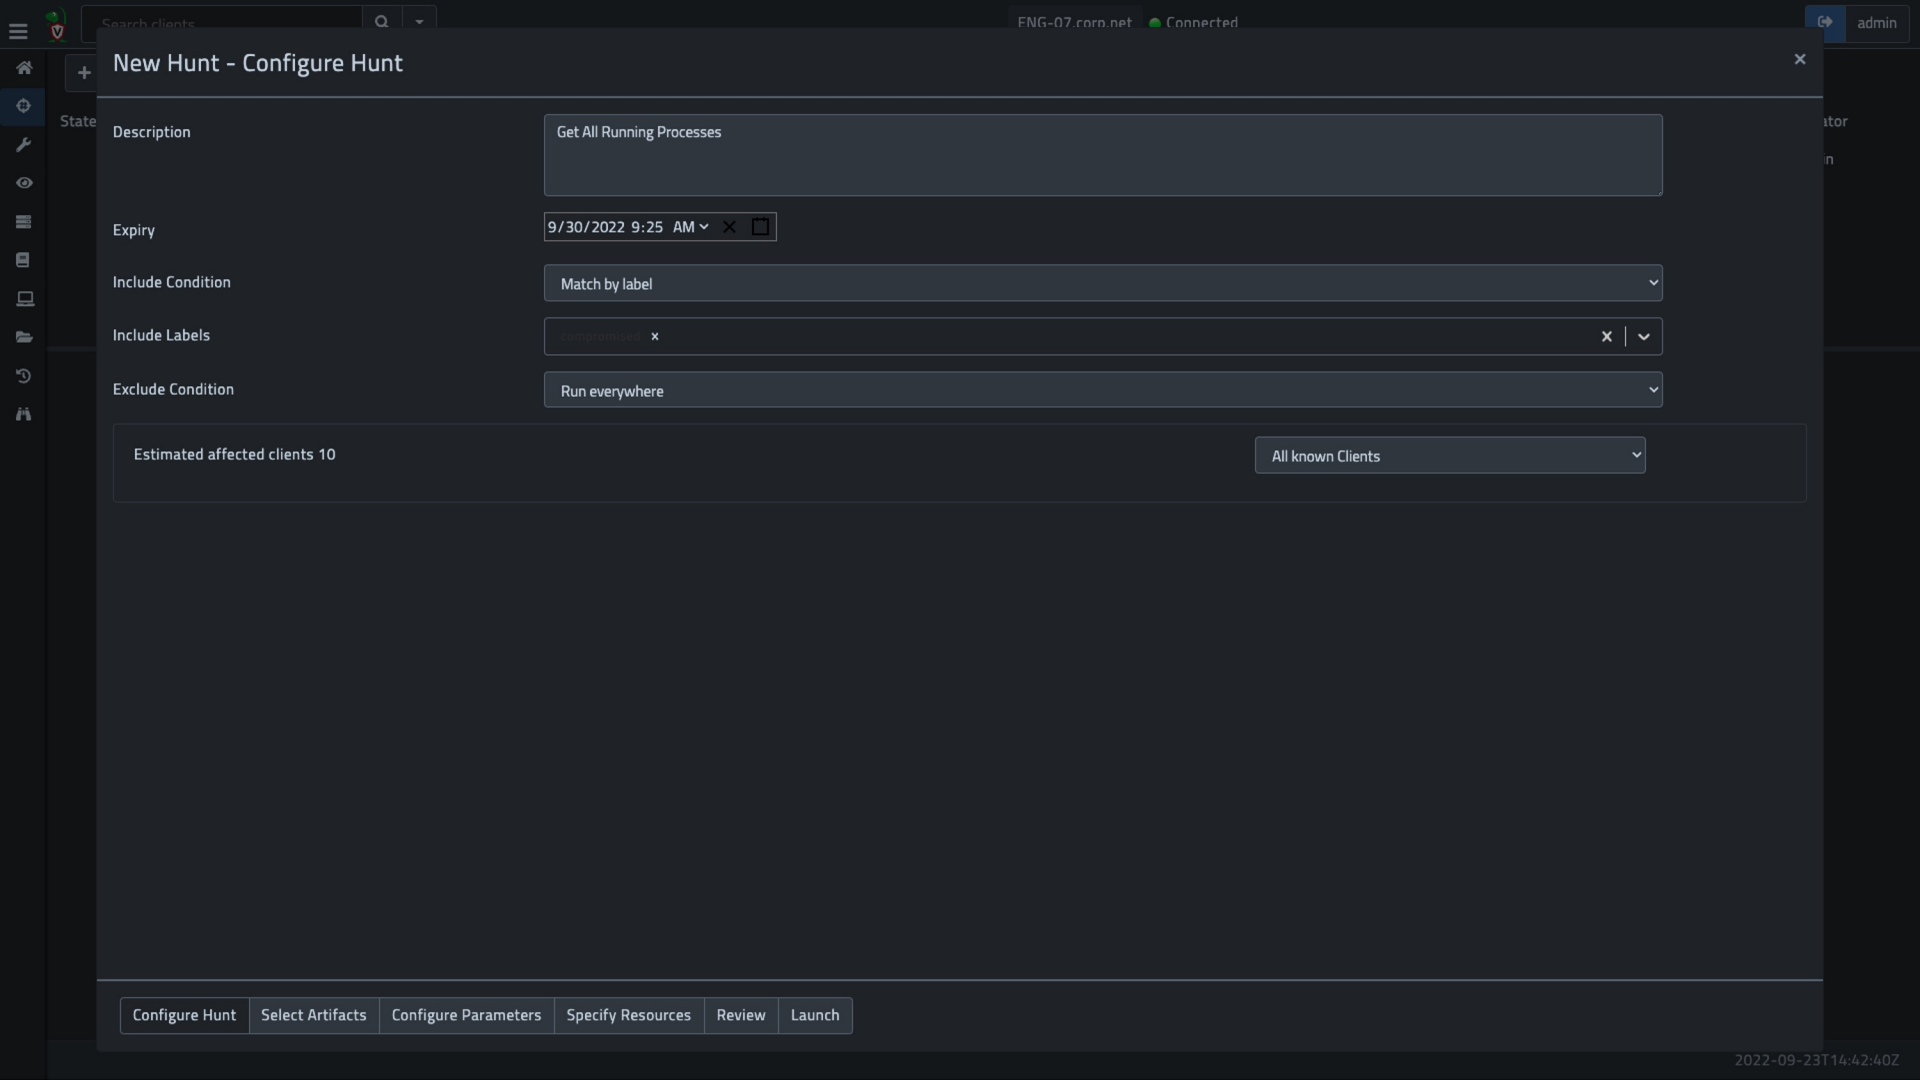 Search clients
ENG-07.corp.net Connected
admin
New Hunt - Configure Hunt
State
ator
in
Description
Get All Running Processes
Expiry
9/30/2022 9:25 AM
Include Condition
Match by label
Include Labels
compromised
Exclude Condition
Run everywhere
Estimated affected clients 10
All known Clients
Configure Hunt
Select Artifacts
Configure Parameters
Specify Resources
Review
Launch
2022-09-23T14:42:40Z